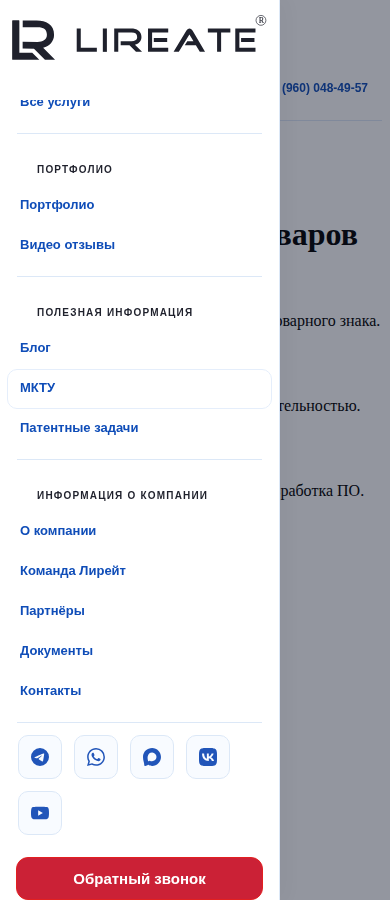 LIREATE®
Все услуги
(960) 048-49-57
ПОРТФОЛИО
Портфолио
Видео отзывы
ПОЛЕЗНАЯ ИНФОРМАЦИЯ
Блог
МКТУ
Патентные задачи
ИНФОРМАЦИЯ О КОМПАНИИ
О компании
Команда Лирейт
Партнёры
Документы
Контакты
Обратный звонок
варов
оварного знака.
тельностью.
работка ПО.